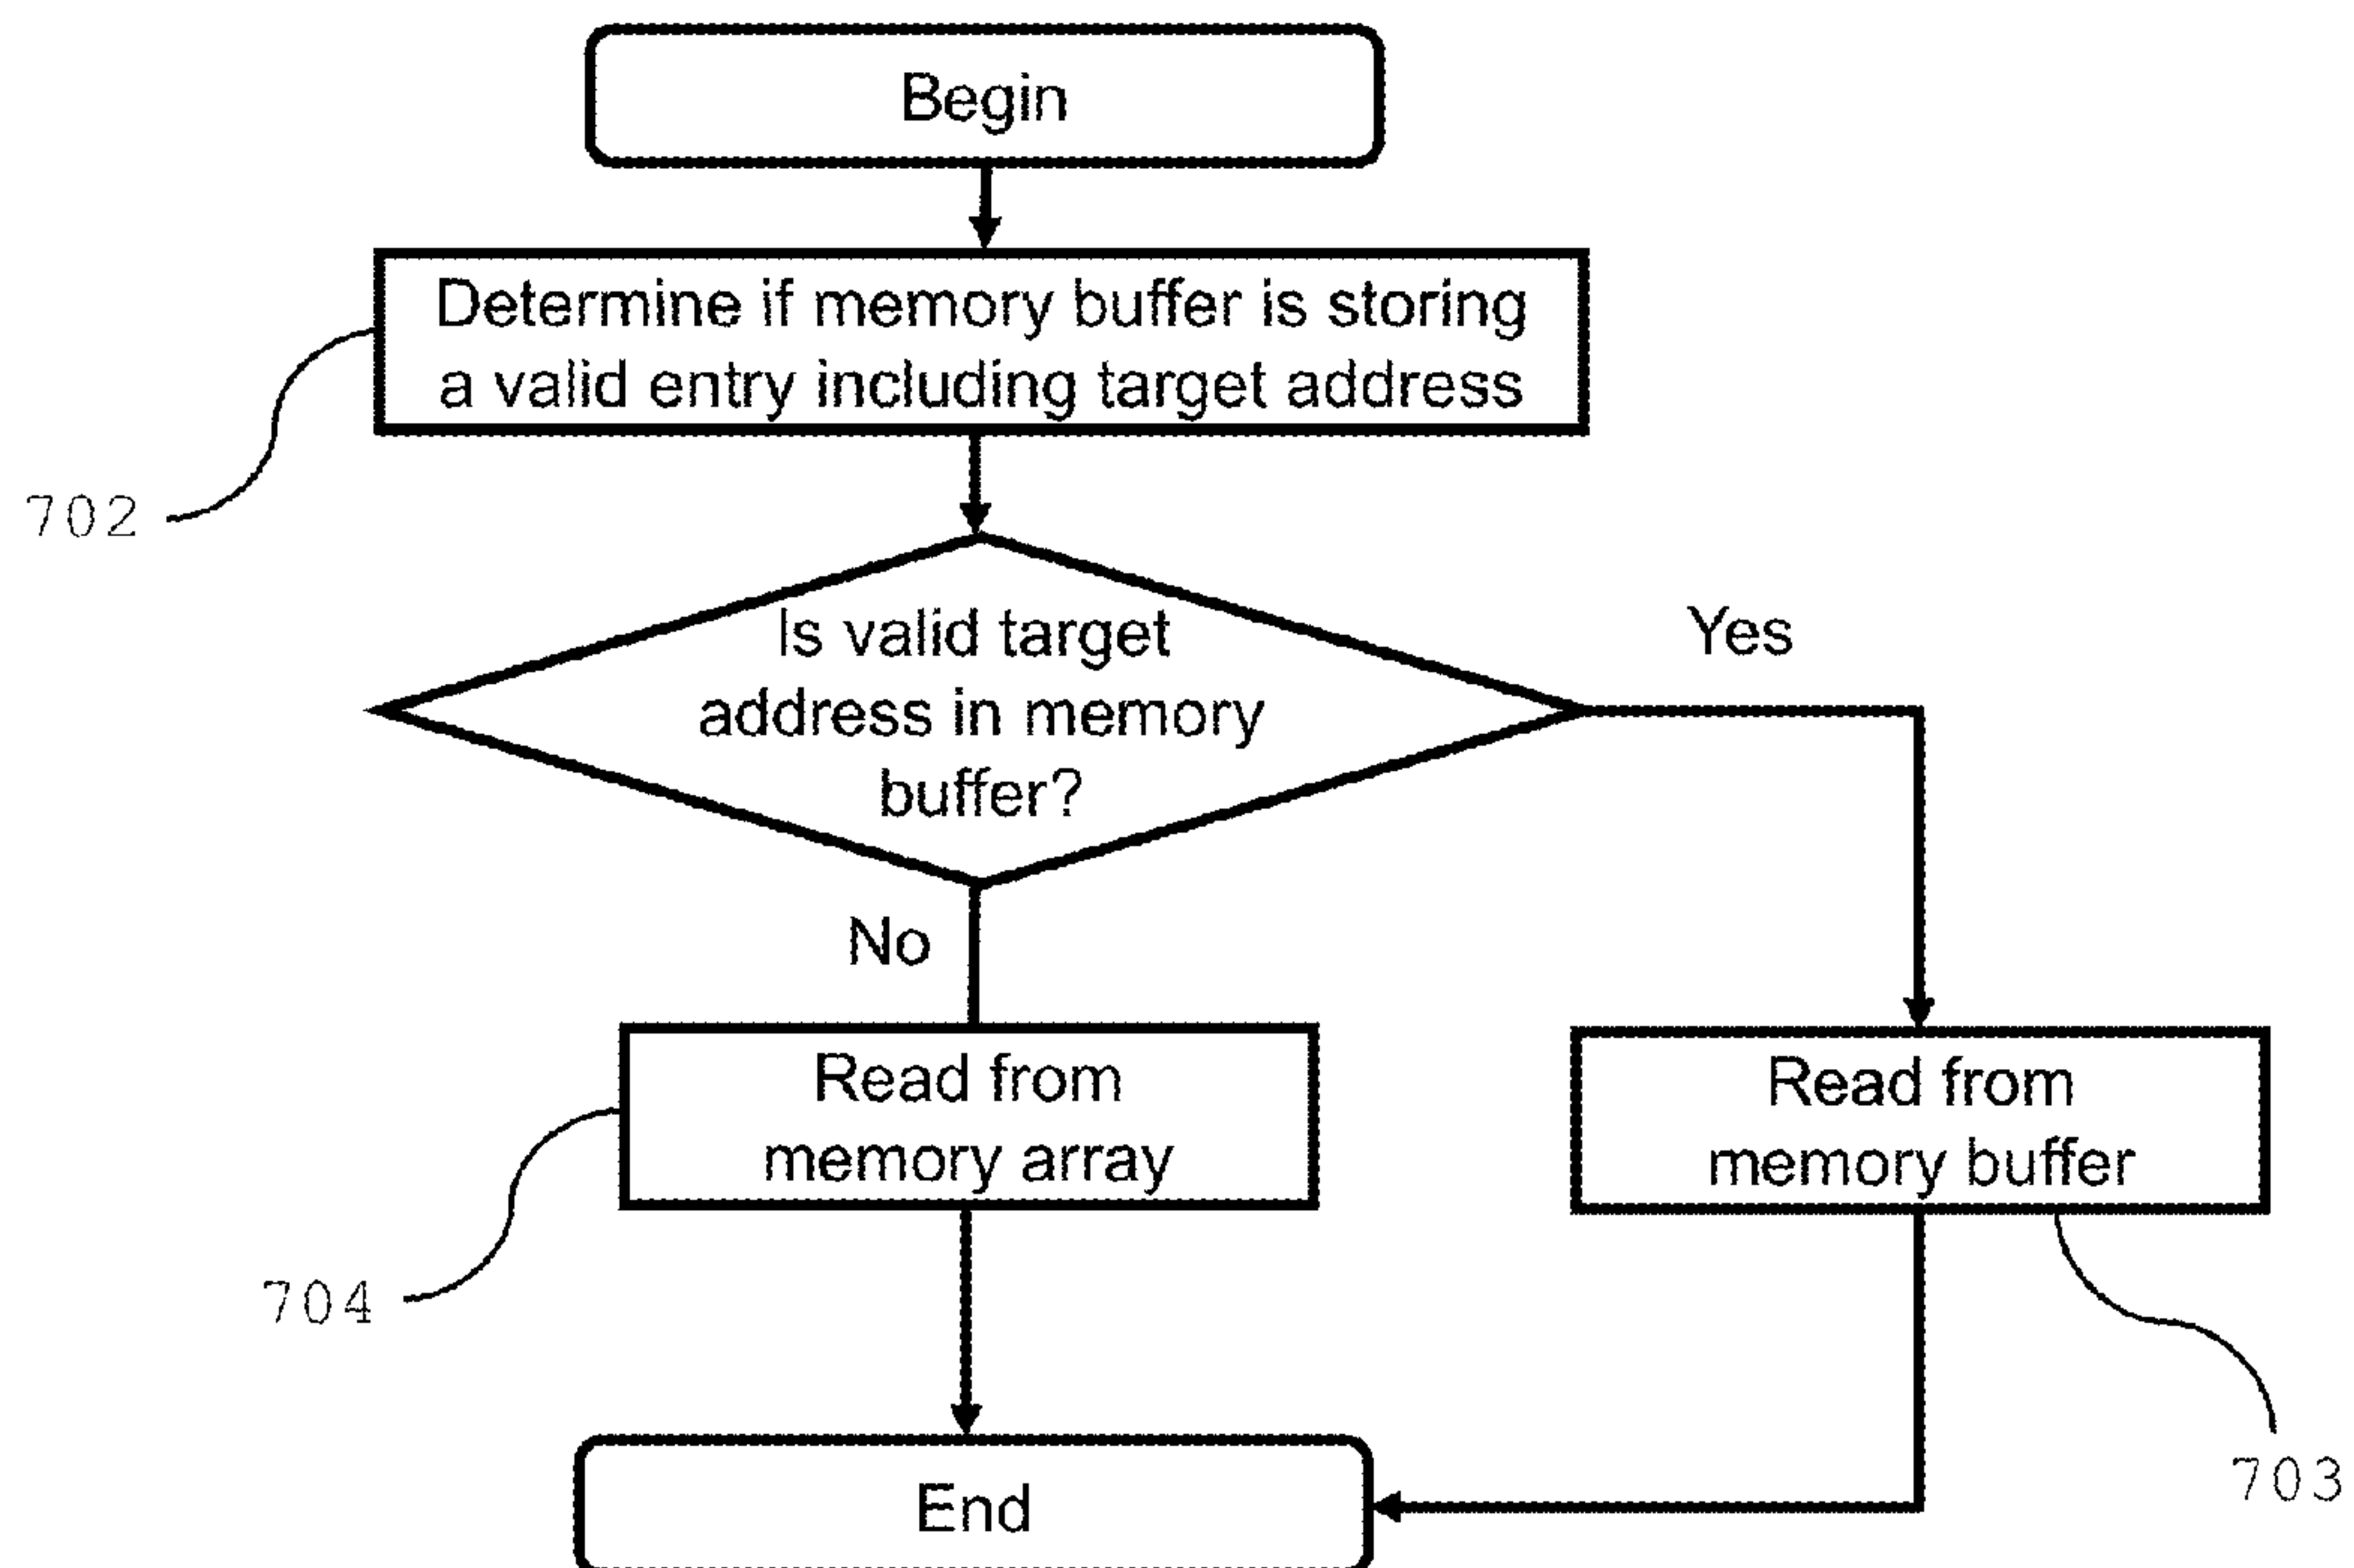 Begin
Determine if memory buffer is storing
a valid entry including target address
702
Is valid target
address in memory
buffer?
Yes
No
Read from
memory array
Read from
memory buffer
704
703
End